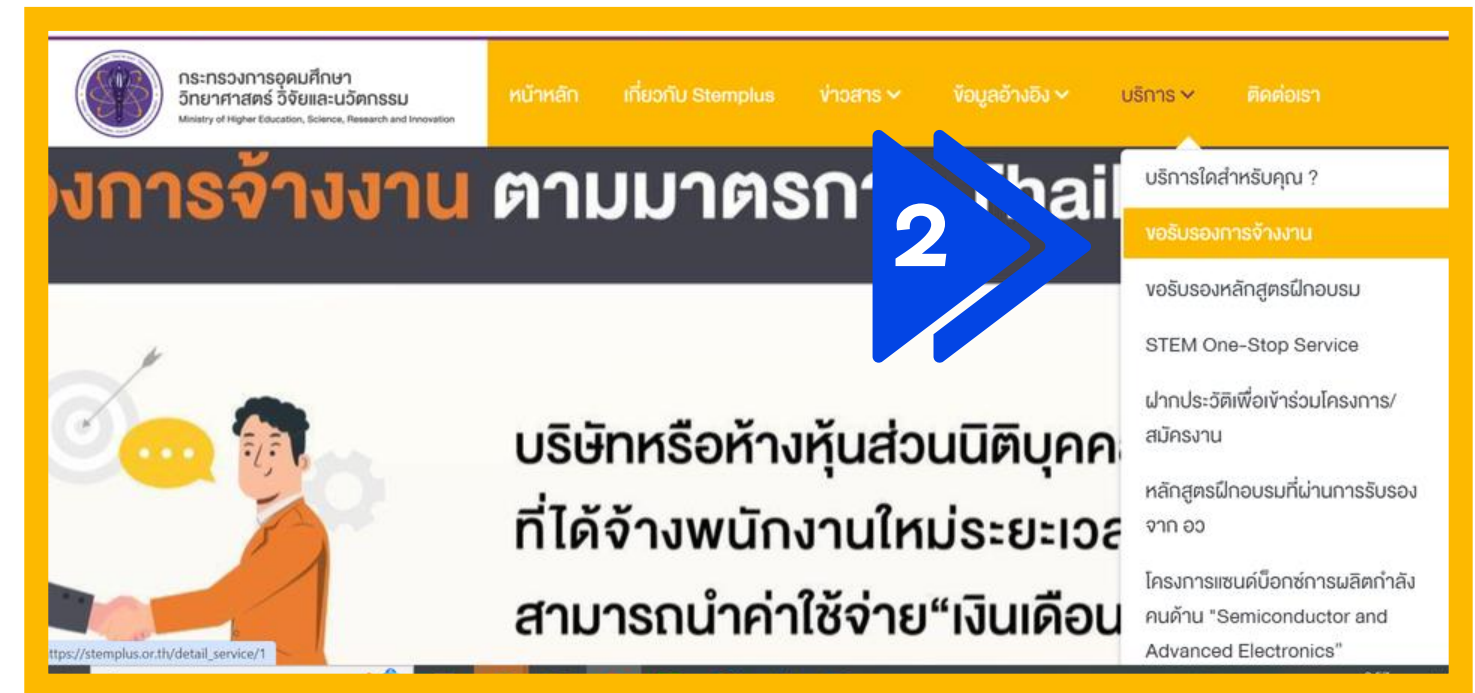 กระทรวงการอุดมศึกษา
วิทยาศาสตร์ วิจัยและนวัตกรรม
Ministry of Higher Education, Science, Research and Innovation
หน้าหลัก เกี่ยวกับ Stemplus ข่าวสาร ข้อมูลอ้างอิง บริการ ติดต่อเรา
องการจ้างงาน ตามมาตรกา Thail
2
บริการใดสำหรับคุณ ?
ขอรับรองการจ้างงาน
ขอรับรองหลักสูตรฝึกอบรม
STEM One-Stop Service
ฝากประวัติเพื่อเข้าร่วมโครงการ/
สมัครงาน
หลักสูตรฝึกอบรมที่ผ่านการรับรอง
จาก อว
โครงการแซนด์บ็อกซ์การผลิตกำลัง
คนด้าน "Semiconductor and
Advanced Electronics"
บริษัทหรือห้างหุ้นส่วนนิติบุคค
ที่ได้จ้างพนักงานใหม่ระยะเวล
สามารถนำค่าใช้จ่าย“เงินเดือน
ttps://stemplus.or.th/detail_service/1